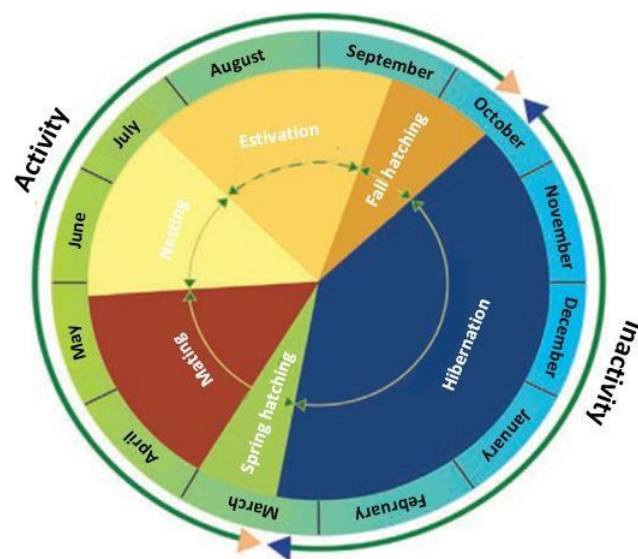 August
September
October
November
December
January
February
March
April
May
June
July
Activity
Inactivity
Estivation
Fall hatching
Hibernation
Spring hatching
Mating
Nesting